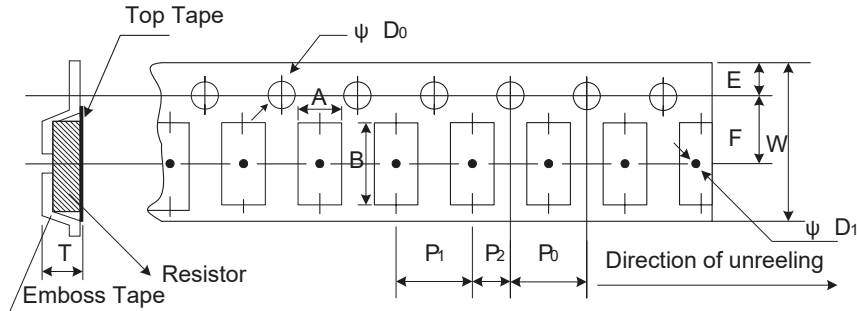 Top Tape
ψ D0
E
A
F
W
B
ψ D1
T
P1
P2
P0
Resistor
Direction of unreeling
Emboss Tape